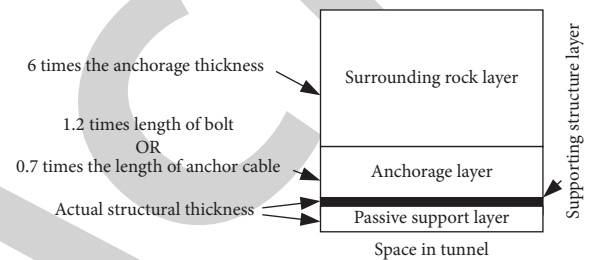 6 times the anchorage thickness
Surrounding rock layer
1.2 times length of bolt
OR
0.7 times the length of anchor cable
Anchorage layer
Actual structural thickness
Passive support layer
Space in tunnel
Supporting structure layer